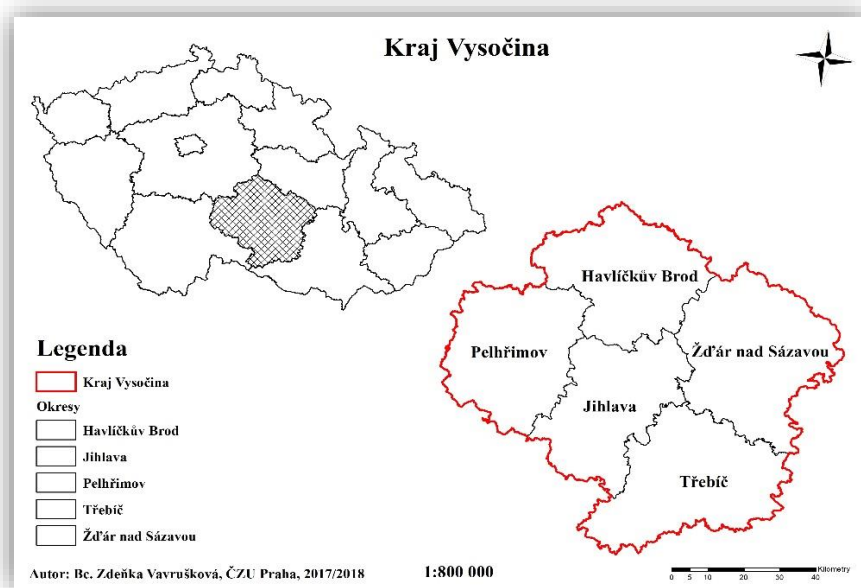 Kraj Vysočina
Havlíčkův Brod
Pelhřimov
Žďár nad Sázavou
Jihlava
Třebíč
Legenda
Kraj Vysočina
Okresy
Havlíčkův Brod
Jihlava
Pelhřimov
Třebíč
Žďár nad Sázavou
Autor: Bc. Zdeňka Vavrušková, ČZU Praha, 2017/2018
1:800 000
Kilometry
0 5 10 20 30 40